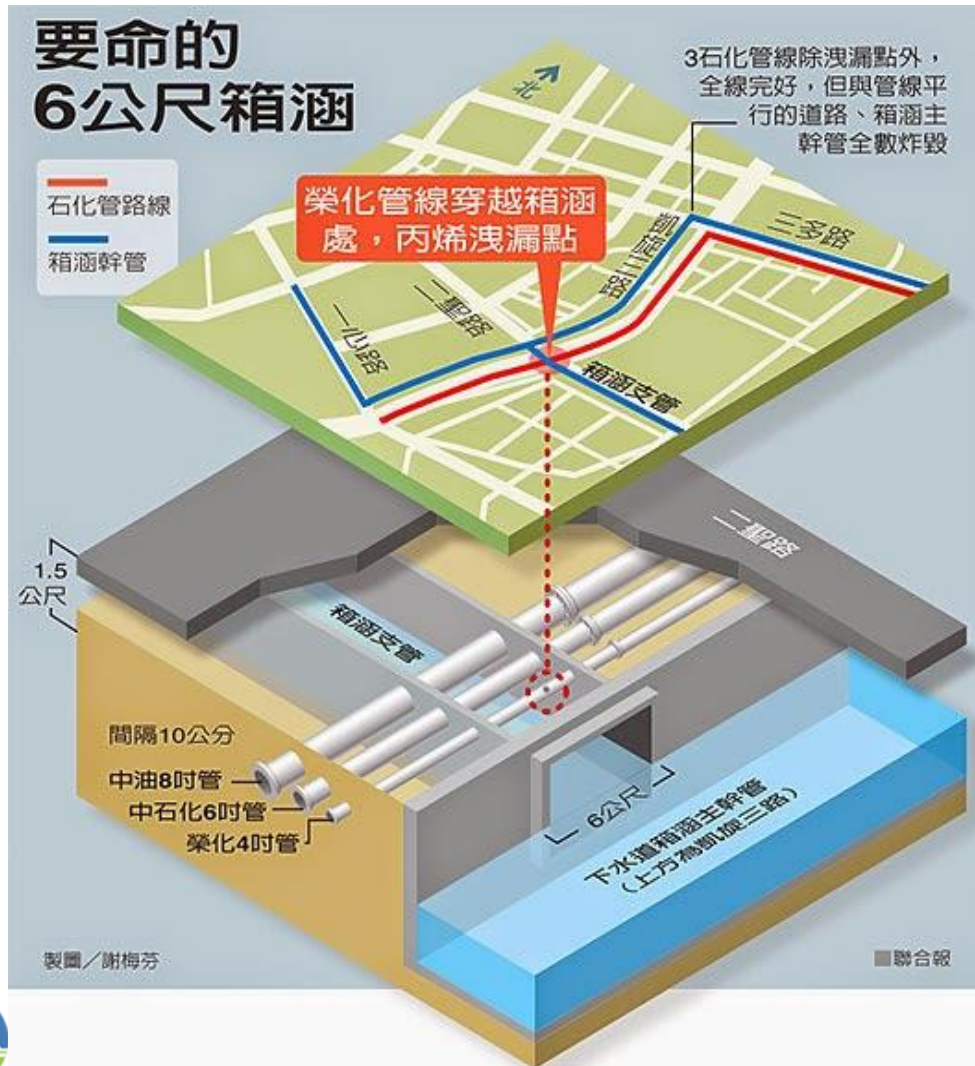 要命的
6公尺箱涵
石化管路線
箱涵幹管
3石化管線除洩漏點外，
全線完好，但與管線平
行的道路、箱涵主
幹管全數炸毀
北
榮化管線穿越箱涵
處，丙烯洩漏點
三多路
凱旋三路
二聖路
一心路
箱涵支管
二聖路
1.5
公尺
箱涵支管
間隔10公分
中油8吋管
中石化6吋管
榮化4吋管
6公尺
下水道箱涵主幹管
(上方為凱旋三路)
製圖／謝梅芬
聯合報